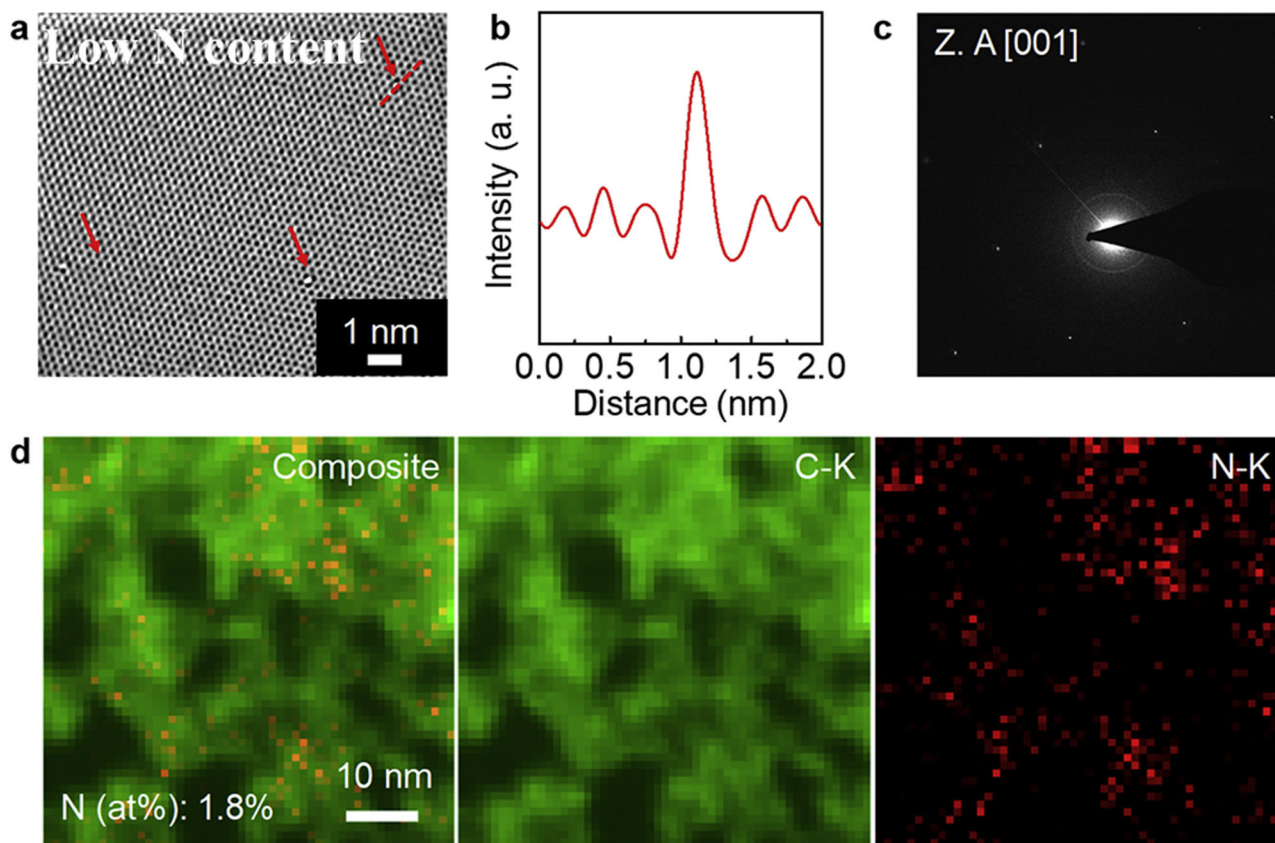 a
Low N content
1 nm
b
Intensity (a. u.)
0.0 0.5 1.0 1.5 2.0
Distance (nm)
c
Z. A [001]
d
Composite
N (at%): 1.8%
10 nm
C-K
N-K